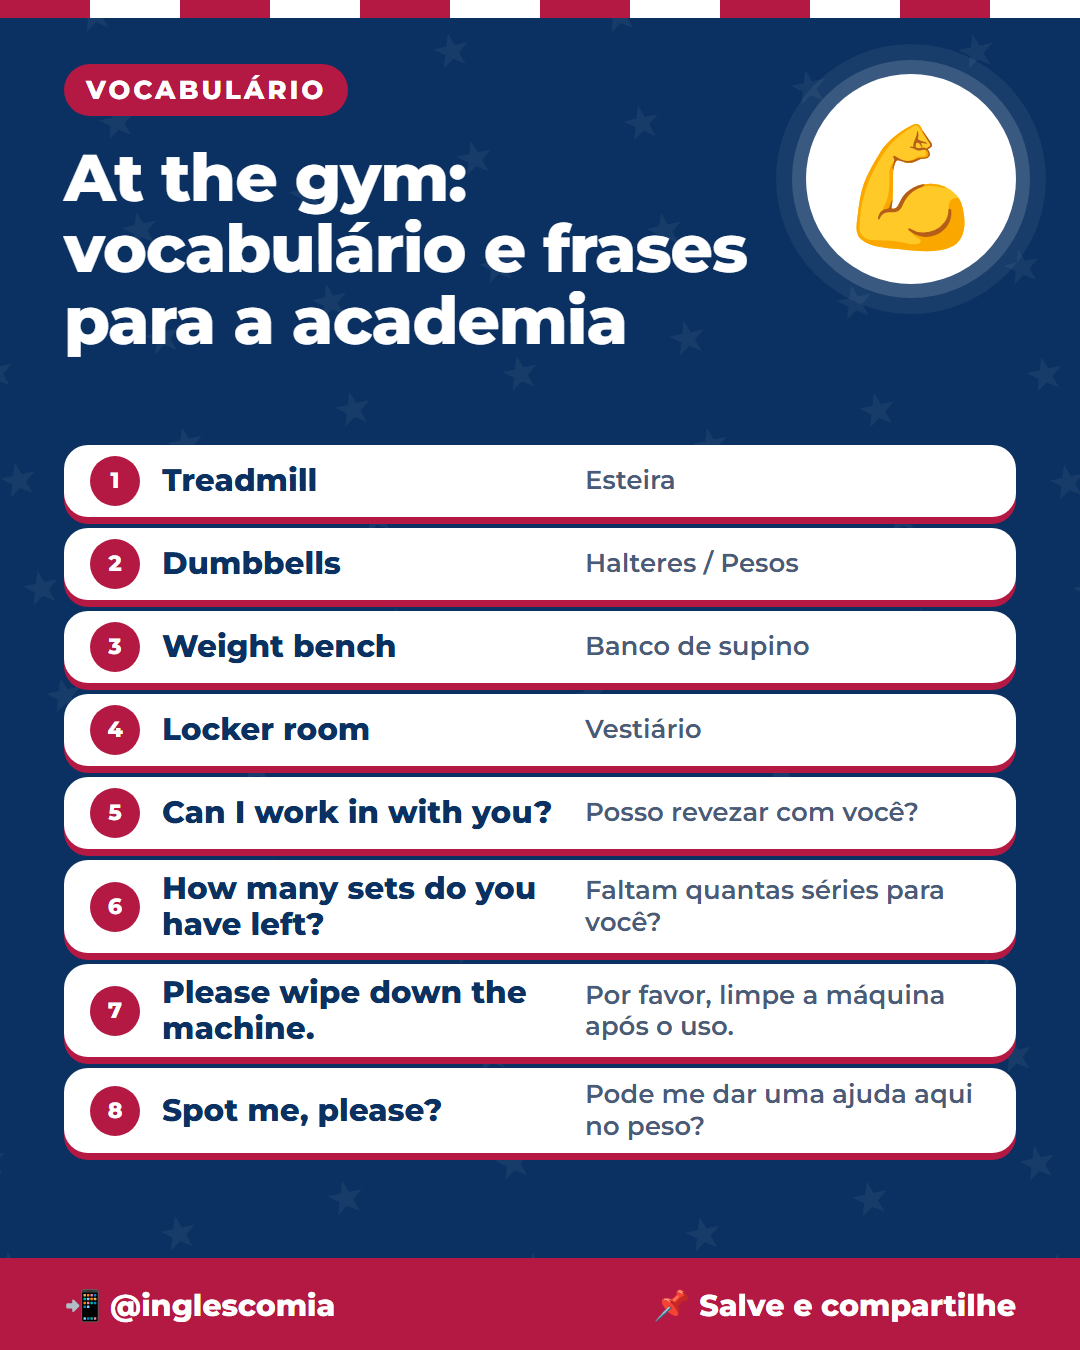 VOCABULÁRIO
At the gym:
vocabulário e frases
para a academia
1 Treadmill Esteira
2 Dumbbells Halteres / Pesos
3 Weight bench Banco de supino
4 Locker room Vestiário
5 Can I work in with you? Posso revezar com você?
6 How many sets do you
have left?
Faltam quantas séries para
você?
7 Please wipe down the
machine.
Por favor, limpe a máquina
após o uso.
8 Spot me, please?
Pode me dar uma ajuda aqui
no peso?
@inglescomia
Salve e compartilhe